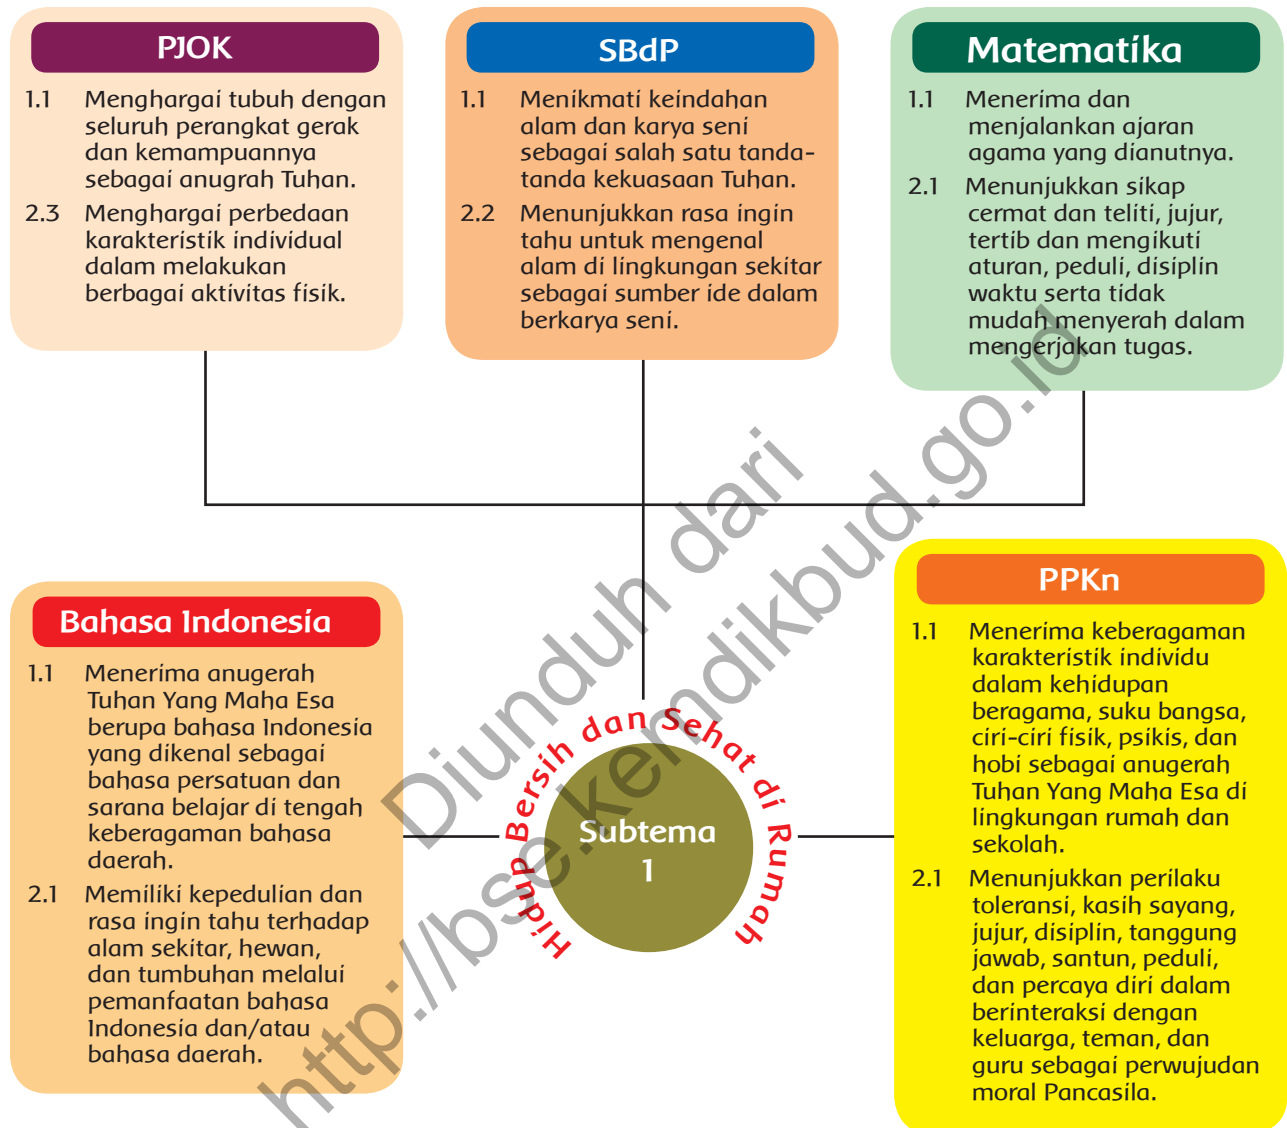 PJOK
1.1 Menghargai tubuh dengan
seluruh perangkat gerak
dan kemampuannya
sebagai anugrah Tuhan.
2.3 Menghargai perbedaan
karakteristik individual
dalam melakukan
berbagai aktivitas fisik.
SBdP
1.1 Menikmati keindahan
alam dan karya seni
sebagai salah satu tanda-
tanda kekuasaan Tuhan.
2.2 Menunjukkan rasa ingin
tahu untuk mengenal
alam di lingkungan sekitar
sebagai sumber ide dalam
berkarya seni.
Matematika
1.1 Menerima dan
menjalankan ajaran
agama yang dianutnya.
2.1 Menunjukkan sikap
cermat dan teliti, jujur,
tertib dan mengikuti
aturan, peduli, disiplin
waktu serta tidak
mudah menyerah dalam
mengerjakan tugas.
Bahasa Indonesia
1.1 Menerima anugerah
Tuhan Yang Maha Esa
berupa bahasa Indonesia
yang dikenal sebagai
bahasa persatuan dan
sarana belajar di tengah
keberagaman bahasa
daerah.
2.1 Memiliki kepedulian dan
rasa ingin tahu terhadap
alam sekitar, hewan,
dan tumbuhan melalui
pemanfaatan bahasa
Indonesia dan/atau
bahasa daerah.
Hidup Bersih dan Sehat di Rumah
Subtema
1
PPKn
1.1 Menerima keberagaman
karakteristik individu
dalam kehidupan
beragama, suku bangsa,
ciri-ciri fisik, psikis, dan
hobi sebagai anugerah
Tuhan Yang Maha Esa di
lingkungan rumah dan
sekolah.
2.1 Menunjukkan perilaku
toleransi, kasih sayang,
jujur, disiplin, tanggung
jawab, santun, peduli,
dan percaya diri dalam
berinteraksi dengan
keluarga, teman, dan
guru sebagai perwujudan
moral Pancasila.
Diunduh dari
http://bse.kemdikbud.go.id